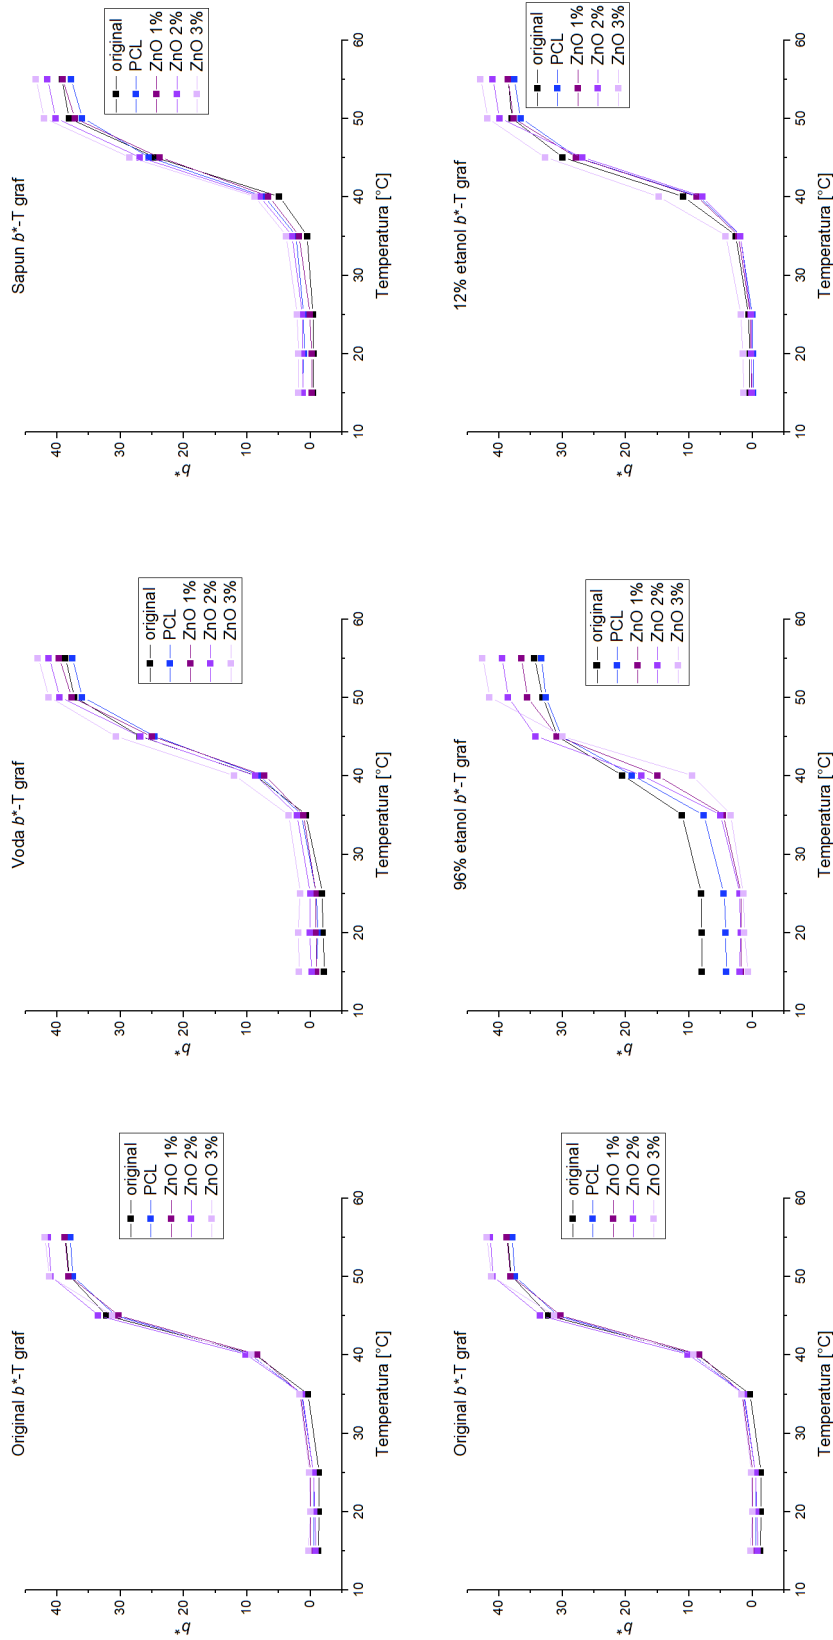 Original b*-T graf
40
30
20
10
0
b*
original
PCL
ZnO 1%
ZnO 2%
ZnO 3%
10 20 30 40 50 60
Temperatura [°C]
Voda b*-T graf
40
30
20
10
0
b*
original
PCL
ZnO 1%
ZnO 2%
ZnO 3%
10 20 30 40 50 60
Temperatura [°C]
Sapun b*-T graf
40
30
20
10
0
b*
original
PCL
ZnO 1%
ZnO 2%
ZnO 3%
10 20 30 40 50 60
Temperatura [°C]
Original b*-T graf
40
30
20
10
0
b*
original
PCL
ZnO 1%
ZnO 2%
ZnO 3%
10 20 30 40 50 60
Temperatura [°C]
96% etanol b*-T graf
40
30
20
10
0
b*
original
PCL
ZnO 1%
ZnO 2%
ZnO 3%
10 20 30 40 50 60
Temperatura [°C]
12% etanol b*-T graf
40
30
20
10
0
b*
original
PCL
ZnO 1%
ZnO 2%
ZnO 3%
10 20 30 40 50 60
Temperatura [°C]